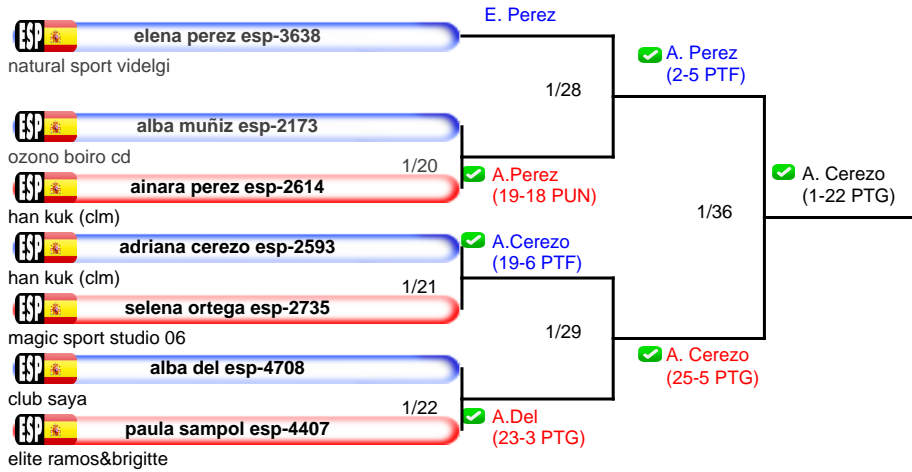 E. Perez
ESP elena perez esp-3638
natural sport videlgi
A. Perez
(2-5 PTF)
1/28
ESP alba muñiz esp-2173
ozono boiro cd
1/20
A.Perez
(19-18 PUN)
ESP ainara perez esp-2614
han kuk (clm)
A. Cerezo
(1-22 PTG)
1/36
ESP adriana cerezo esp-2593
han kuk (clm)
A.Cerezo
(19-6 PTF)
1/21
ESP selena ortega esp-2735
magic sport studio 06
1/29
A. Cerezo
(25-5 PTG)
ESP alba del esp-4708
club saya
1/22
A.Del
(23-3 PTG)
ESP paula sampol esp-4407
elite ramos&brigitte